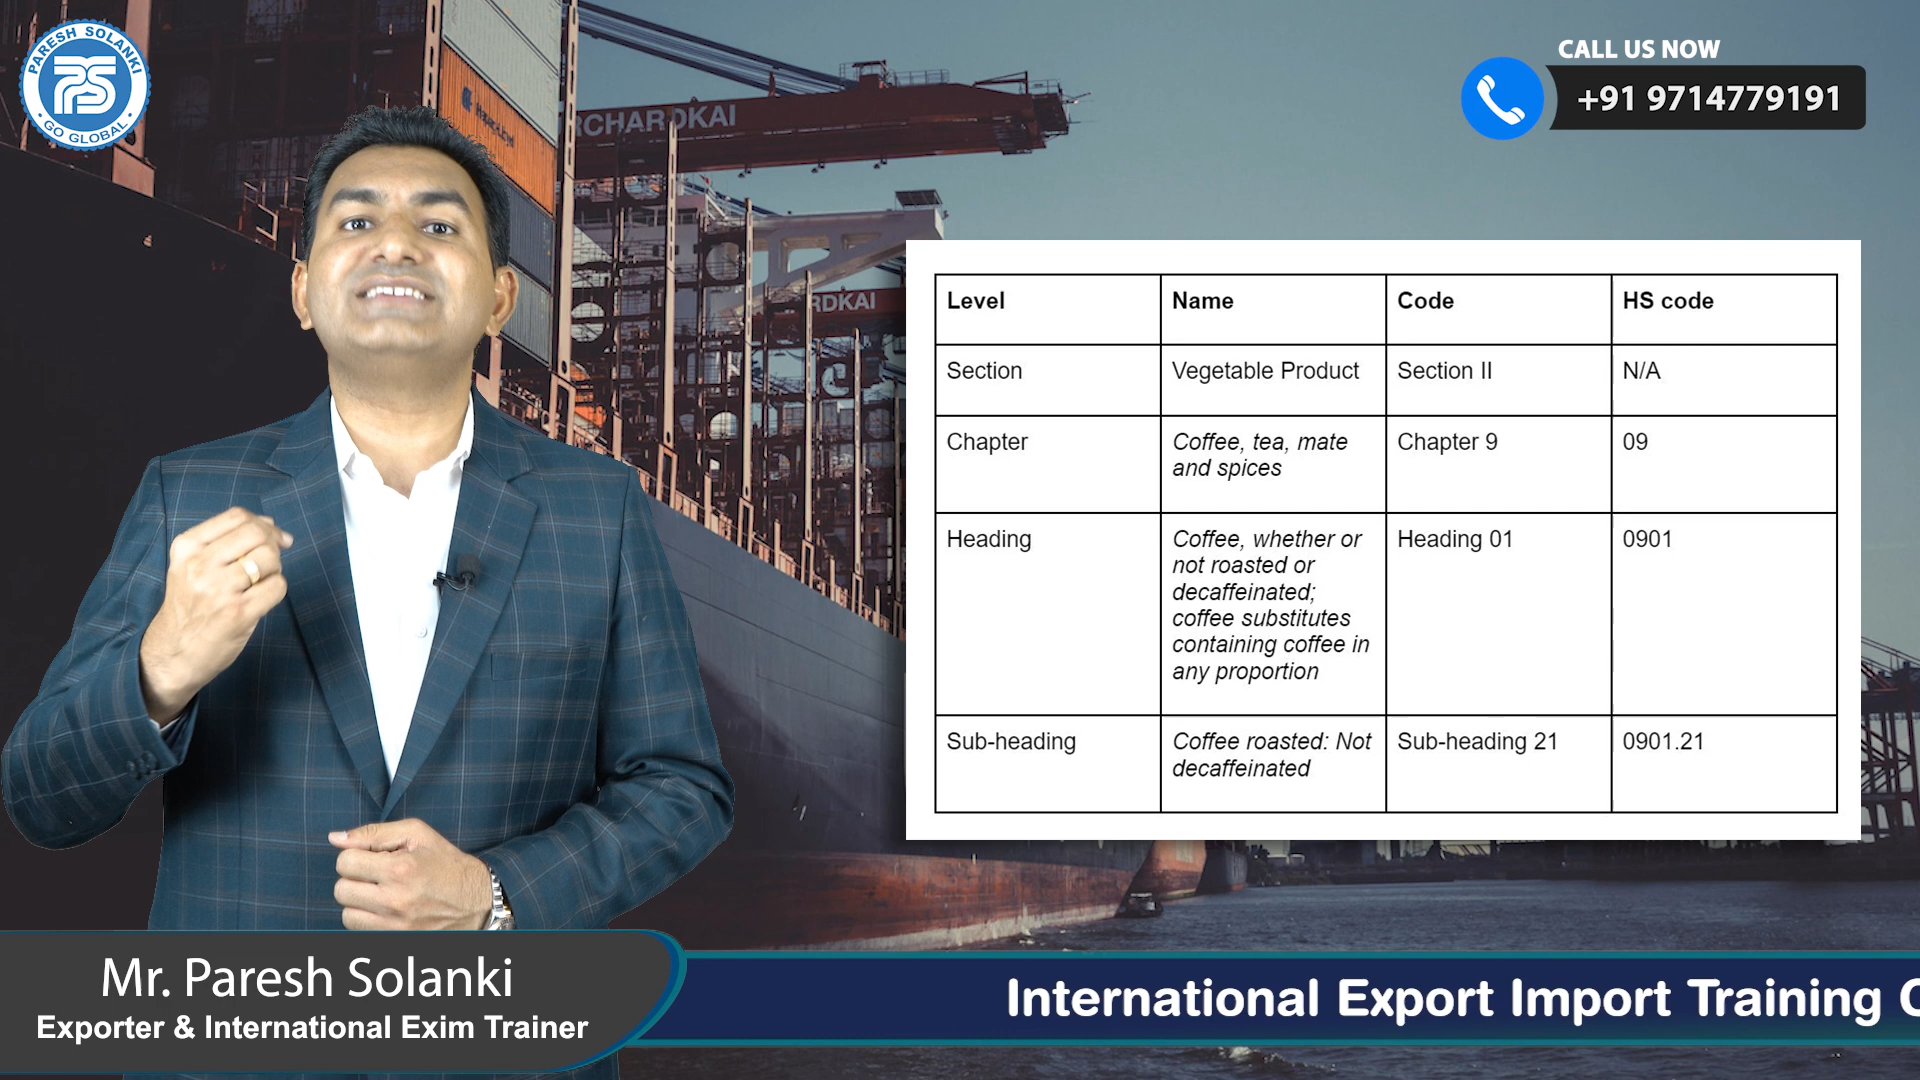 PARESH SOLANKI
PS
GO GLOBAL
CALL US NOW
+91 9714779191
RCHARDKAI
RDKAI
Level Name Code HS code
Section Vegetable Product Section II N/A
Chapter Coffee, tea, mate Chapter 9 09
and spices
Heading Coffee, whether or Heading 01 0901
not roasted or
decaffeinated;
coffee substitutes
containing coffee in
any proportion
Sub-heading Coffee roasted: Not Sub-heading 21 0901.21
decaffeinated
Mr. Paresh Solanki
Exporter & International Exim Trainer
International Export Import Training